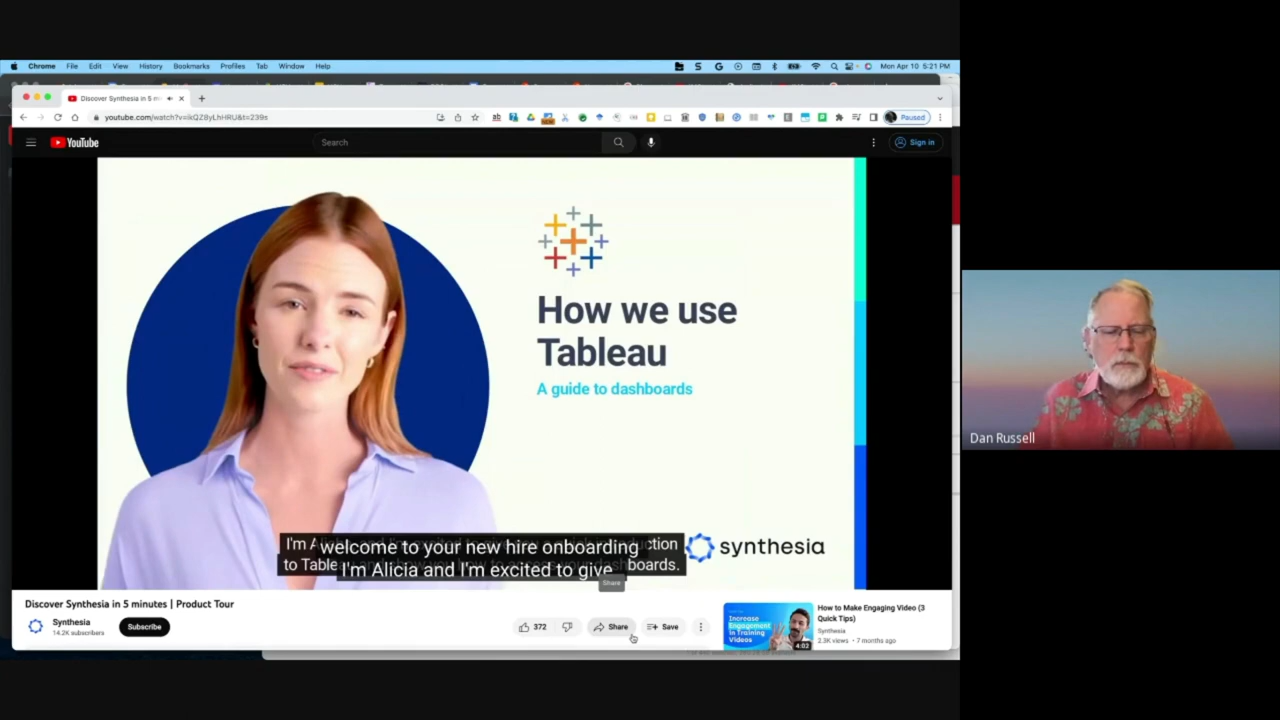 Chrome File Edit View History Bookmarks Profiles Tab Window Help
Mon Apr 10 5:21 PM
Discover Synthesia in 5 min
youtube.com/watch?v=ikQZ8yLhHRU&t=239s
Paused
YouTube
Search
Sign in
How we use
Tableau
A guide to dashboards
synthesia
welcome to your new hire onboarding
I'm Alicia and I'm excited to give
Share
Discover Synthesia in 5 minutes | Product Tour
Synthesia
14.2K subscribers
Subscribe
372
Share
Save
Increase
Engagement
in Training
Videos
4:02
How to Make Engaging Video (3
Quick Tips)
Synthesia
2.3K views • 7 months ago
Dan Russell